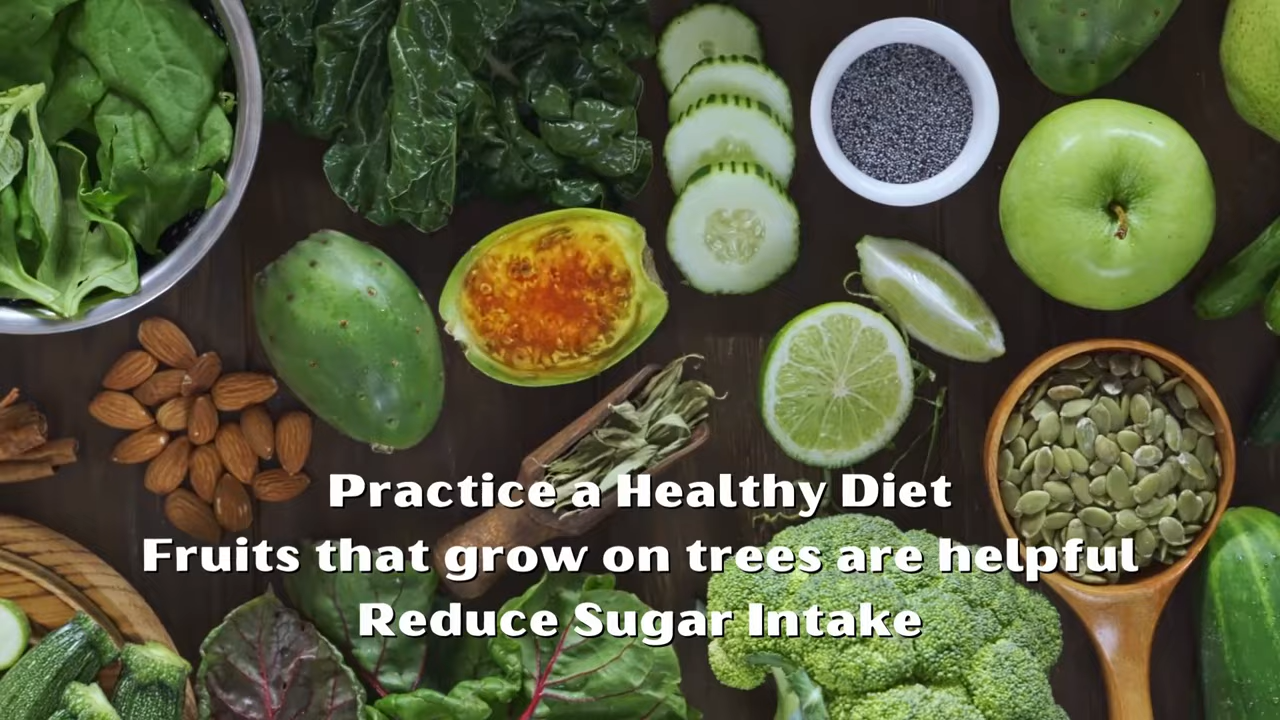 Practice a Healthy Diet
Fruits that grow on trees are helpful
Reduce Sugar Intake